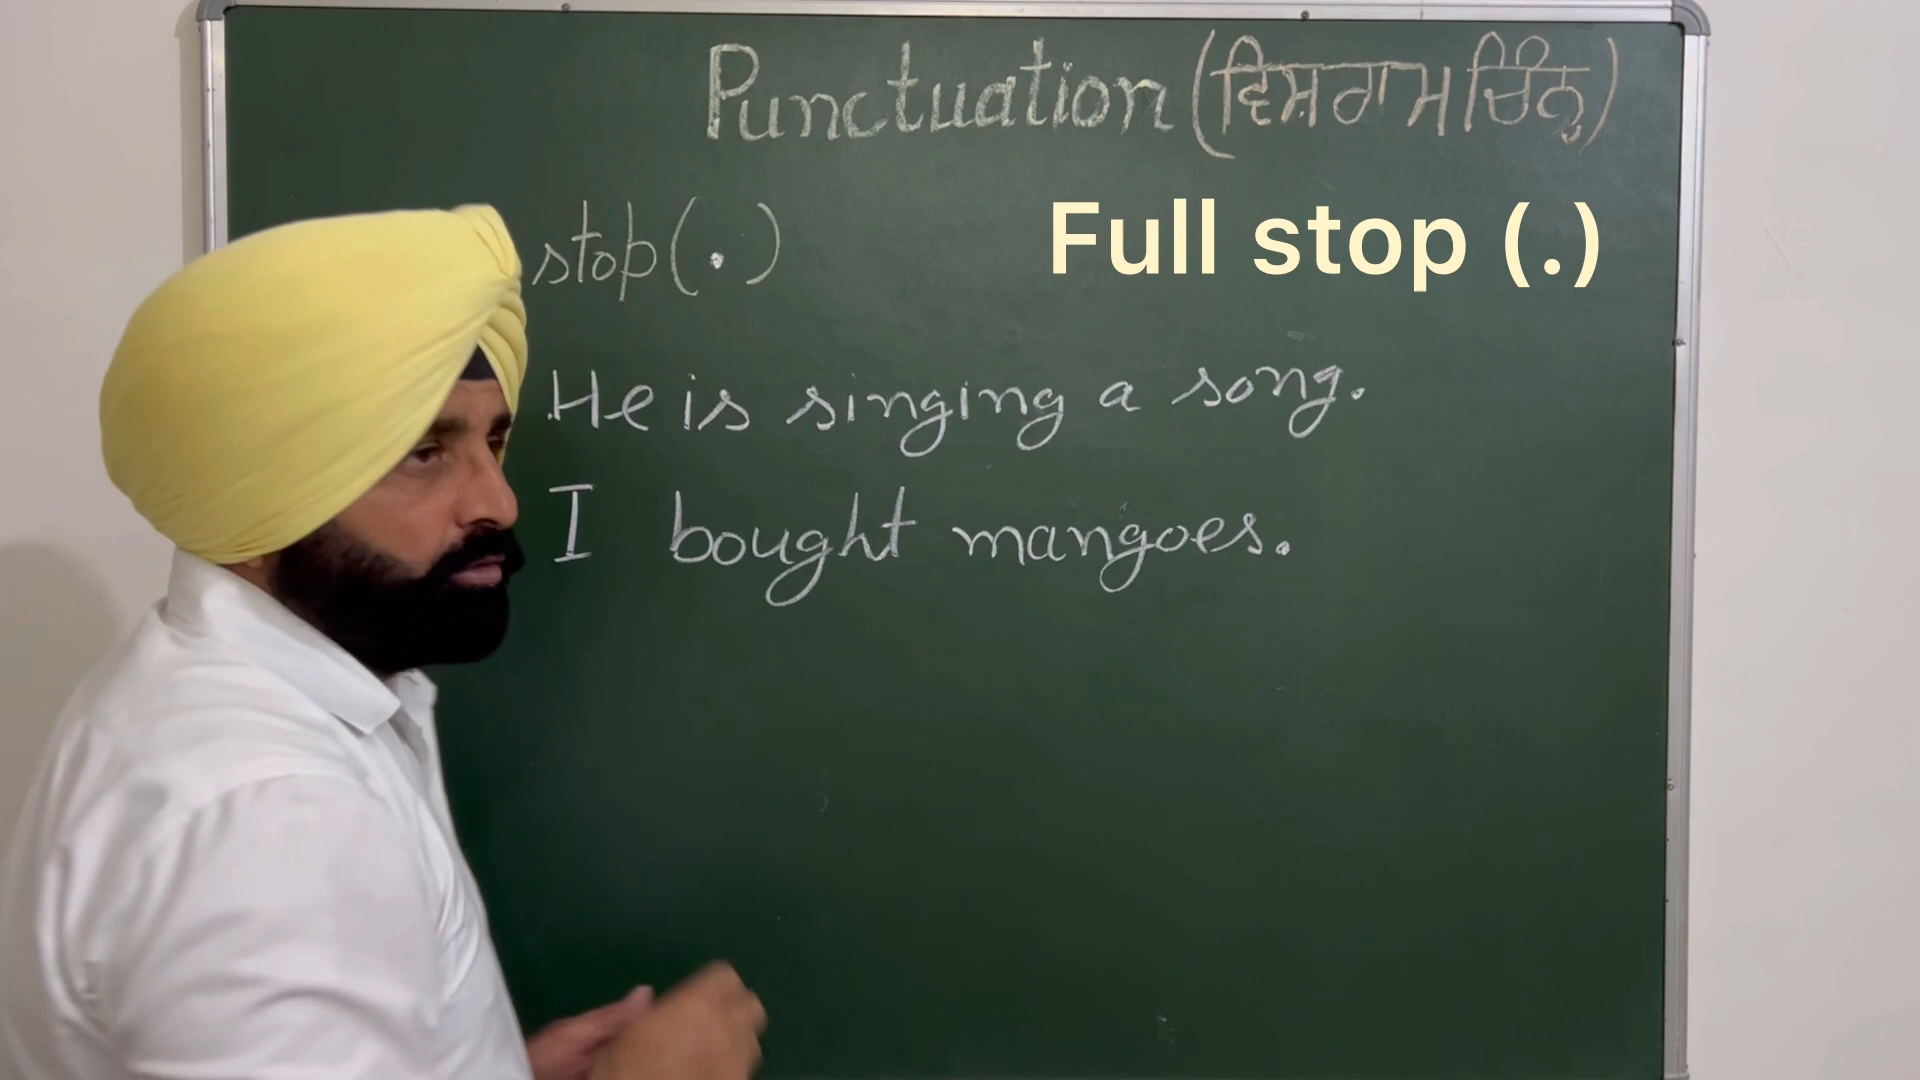 Punctuation (ਵਿਸ਼ਰਾਮ ਚਿੰਨ੍ਹ)
stop (.)
Full stop (.)
He is singing a song.
I bought mangoes.